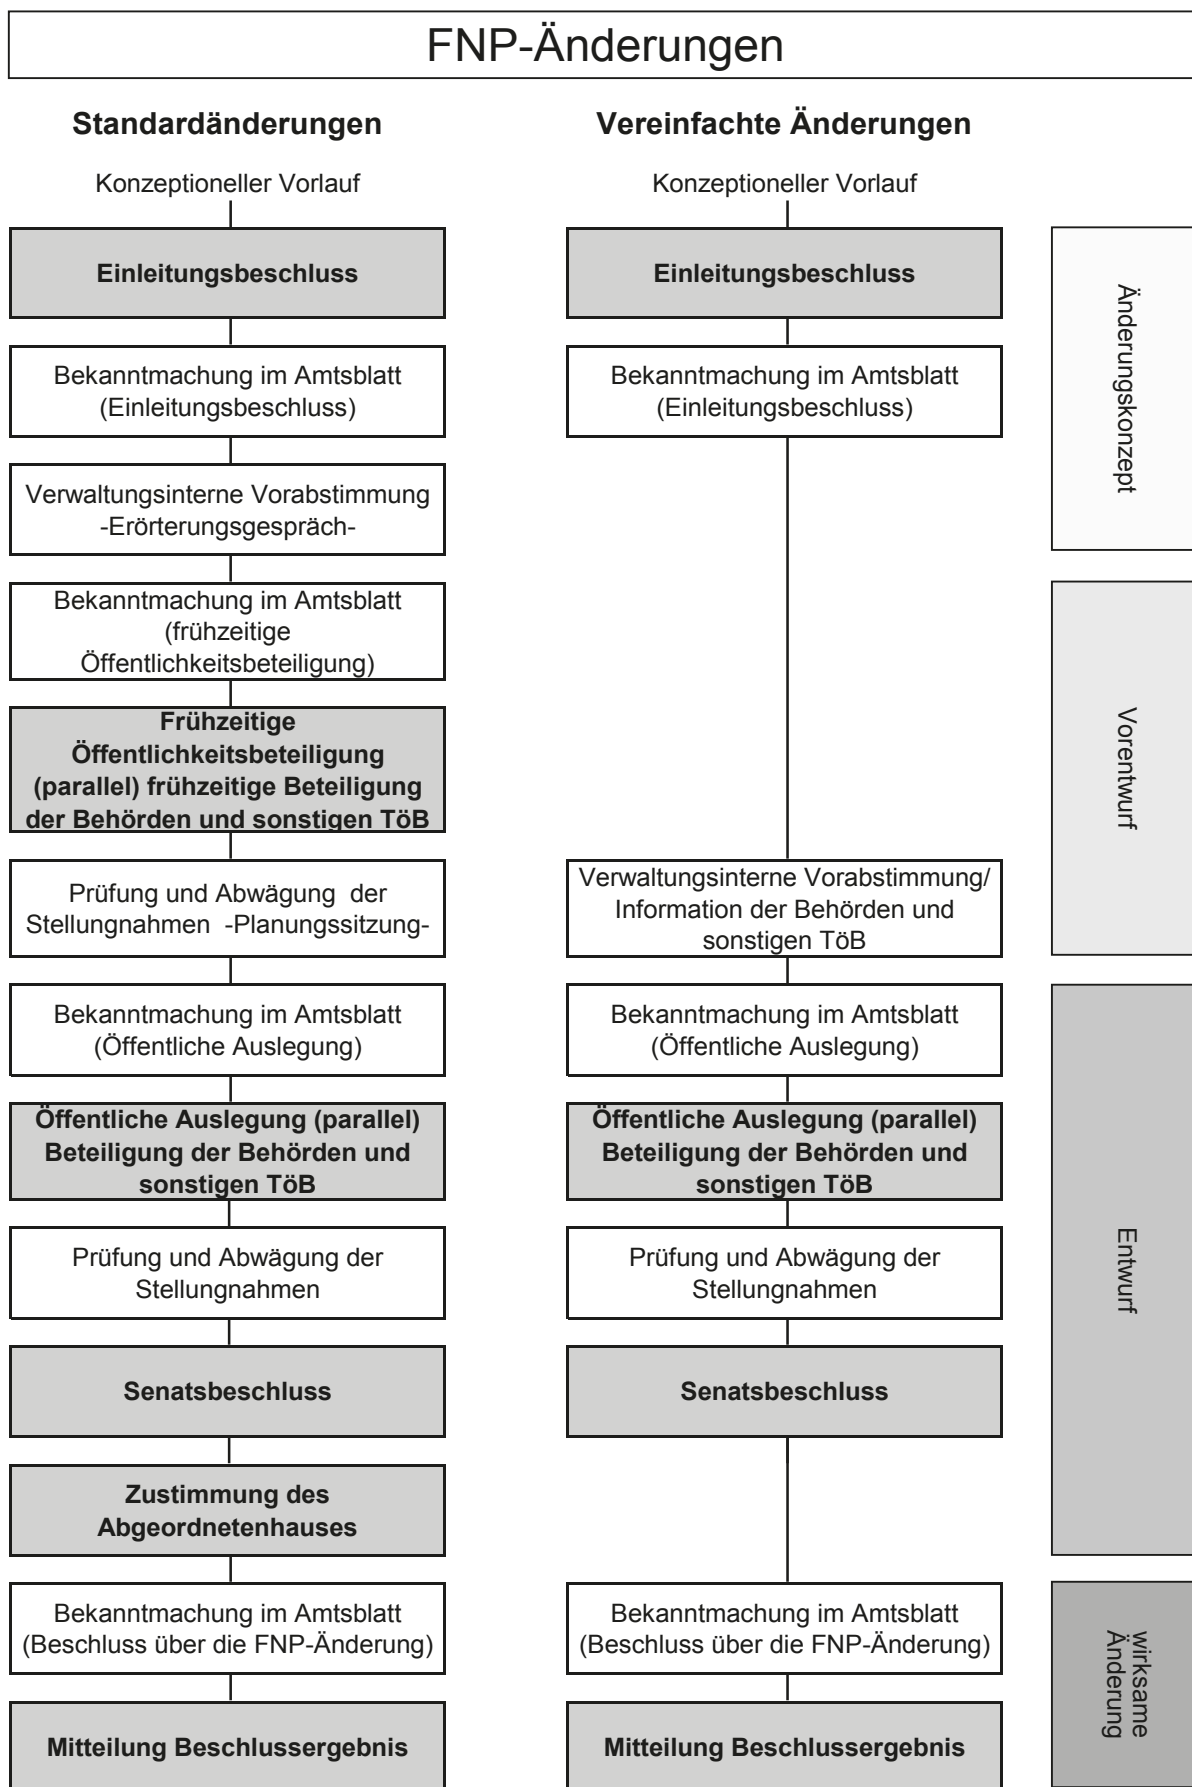 FNP-Änderungen
Standardänderungen
Konzeptioneller Vorlauf
Einleitungsbeschluss
Bekanntmachung im Amtsblatt
(Einleitungsbeschluss)
Verwaltungsinterne Vorabstimmung
-Erörterungsgespräch-
Bekanntmachung im Amtsblatt
(frühzeitige
Öffentlichkeitsbeteiligung)
Frühzeitige
Öffentlichkeitsbeteiligung
(parallel) frühzeitige Beteiligung
der Behörden und sonstigen TöB
Prüfung und Abwägung der
Stellungnahmen -Planungssitzung-
Bekanntmachung im Amtsblatt
(Öffentliche Auslegung)
Öffentliche Auslegung (parallel)
Beteiligung der Behörden und
sonstigen TöB
Prüfung und Abwägung der
Stellungnahmen
Senatsbeschluss
Zustimmung des
Abgeordnetenhauses
Bekanntmachung im Amtsblatt
(Beschluss über die FNP-Änderung)
Mitteilung Beschlussergebnis
Vereinfachte Änderungen
Konzeptioneller Vorlauf
Einleitungsbeschluss
Bekanntmachung im Amtsblatt
(Einleitungsbeschluss)
Verwaltungsinterne Vorabstimmung/
Information der Behörden und
sonstigen TöB
Bekanntmachung im Amtsblatt
(Öffentliche Auslegung)
Öffentliche Auslegung (parallel)
Beteiligung der Behörden und
sonstigen TöB
Prüfung und Abwägung der
Stellungnahmen
Senatsbeschluss
Bekanntmachung im Amtsblatt
(Beschluss über die FNP-Änderung)
Mitteilung Beschlussergebnis
Änderungskonzept
Vorentwurf
Entwurf
wirksame
Änderung